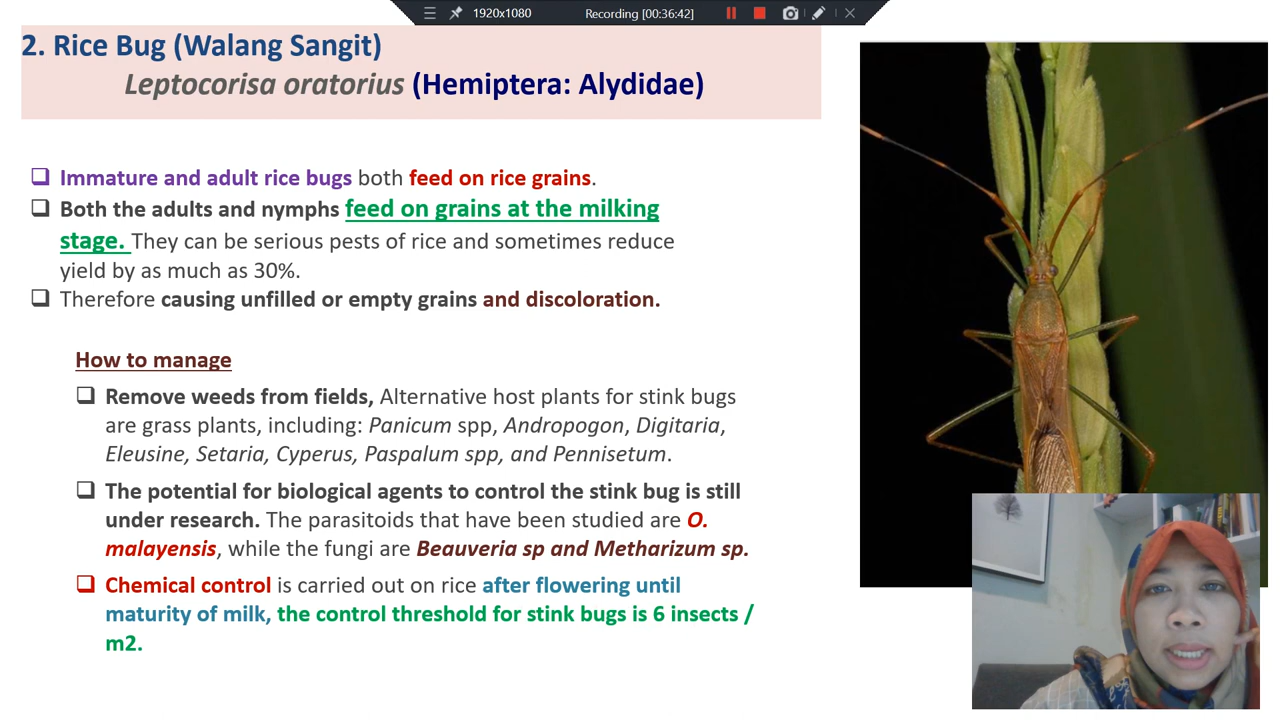 1920x1080
Recording [00:36:42]
2. Rice Bug (Walang Sangit)
Leptocorisa oratorius (Hemiptera: Alydidae)
Immature and adult rice bugs both feed on rice grains.
Both the adults and nymphs feed on grains at the milking
stage. They can be serious pests of rice and sometimes reduce
yield by as much as 30%.
Therefore causing unfilled or empty grains and discoloration.
How to manage
Remove weeds from fields, Alternative host plants for stink bugs
are grass plants, including: Panicum spp, Andropogon, Digitaria,
Eleusine, Setaria, Cyperus, Paspalum spp, and Pennisetum.
The potential for biological agents to control the stink bug is still
under research. The parasitoids that have been studied are O.
malayensis, while the fungi are Beauveria sp and Metharizum sp.
Chemical control is carried out on rice after flowering until
maturity of milk, the control threshold for stink bugs is 6 insects /
m2.